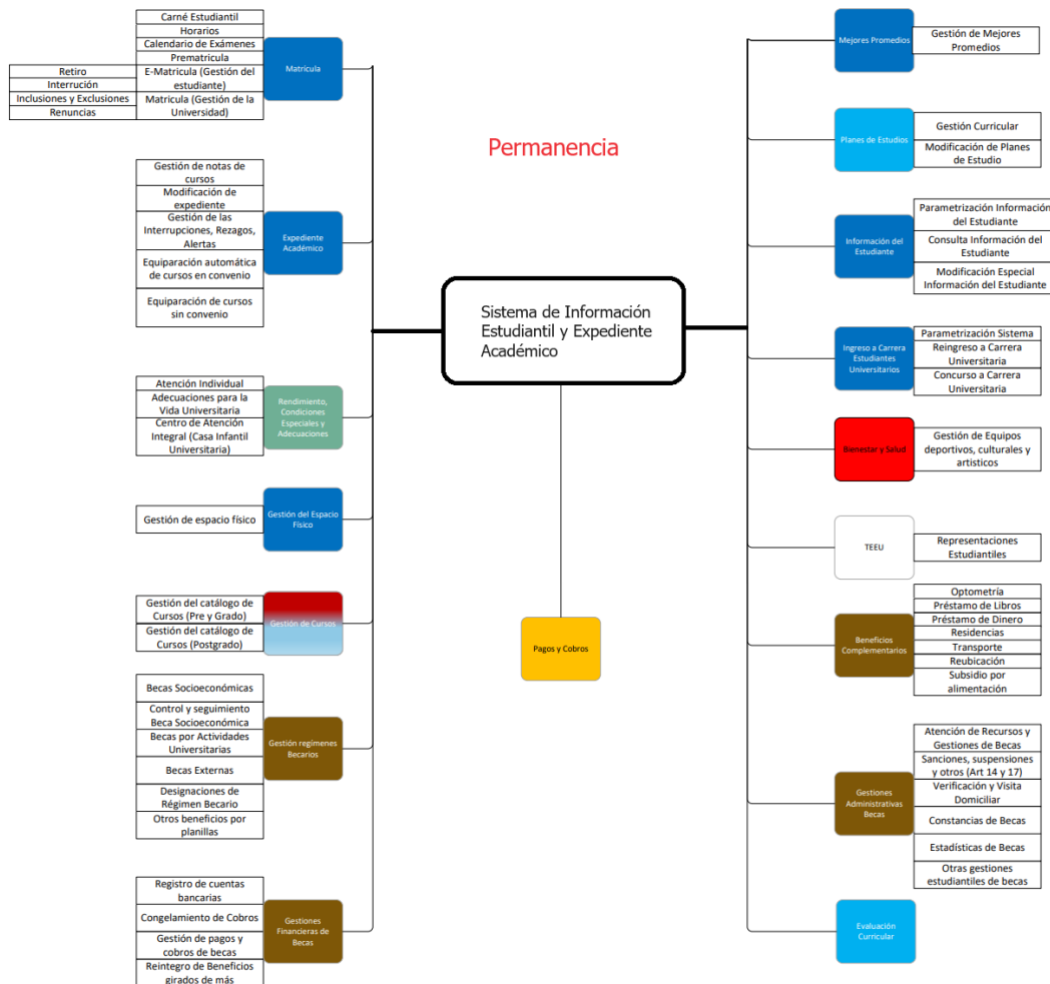 Permanencia
Sistema de Información
Estudiantil y Expediente
Académico
Pagos y Cobros
Matrícula
Carné Estudiantil
Horarios
Calendario de Exámenes
Prematricula
E-Matricula (Gestión del
estudiante)
Matricula (Gestión de la
Universidad)
Retiro
Interrución
Inclusiones y Exclusiones
Renuncias
Expediente
Académico
Gestión de notas de
cursos
Modificación de
expediente
Gestión de las
Interrupciones, Rezagos,
Alertas
Equiparación automática
de cursos en convenio
Equiparación de cursos
sin convenio
Rendimiento,
Condiciones
Especiales y
Adecuaciones
Atención Individual
Adecuaciones para la
Vida Universitaria
Centro de Atención
Integral (Casa Infantil
Universitaria)
Gestión del Espacio
Físico
Gestión de espacio físico
Gestión de Cursos
Gestión del catálogo de
Cursos (Pre y Grado)
Gestión del catálogo de
Cursos (Postgrado)
Gestión regímenes
Becarios
Becas Socioeconómicas
Control y seguimiento
Beca Socioeconómica
Becas por Actividades
Universitarias
Becas Externas
Designaciones de
Régimen Becario
Otros beneficios por
planillas
Gestiones
Financieras de
Becas
Registro de cuentas
bancarias
Congelamiento de Cobros
Gestión de pagos y
cobros de becas
Reintegro de Beneficios
girados de más
Mejores Promedios
Gestión de Mejores
Promedios
Planes de Estudios
Gestión Curricular
Modificación de Planes
de Estudio
Información del
Estudiante
Parametrización Información
del Estudiante
Consulta Información del
Estudiante
Modificación Especial
Información del Estudiante
Ingreso a Carrera
Estudiantes
Universitarios
Parametrización Sistema
Reingreso a Carrera
Universitaria
Concurso a Carrera
Universitaria
Bienestar y Salud
Gestión de Equipos
deportivos, culturales y
artisticos
TEEU
Representaciones
Estudiantiles
Beneficios
Complementarios
Optometría
Préstamo de Libros
Préstamo de Dinero
Residencias
Transporte
Reubicación
Subsidio por
alimentación
Gestiones
Administrativas
Becas
Atención de Recursos y
Gestiones de Becas
Sanciones, suspensiones
y otros (Art 14 y 17)
Verificación y Visita
Domiciliar
Constancias de Becas
Estadísticas de Becas
Otras gestiones
estudiantiles de becas
Evaluación
Curricular